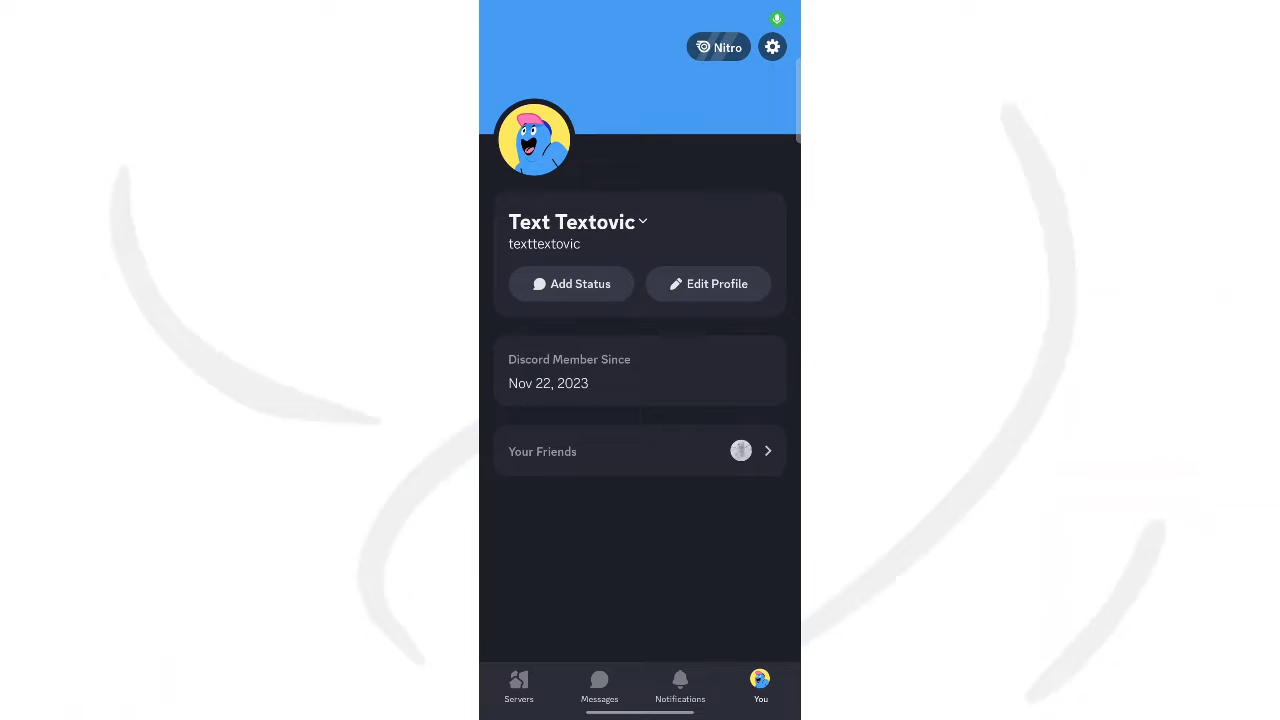 Nitro
Text Textovic
texttextovic
Add Status
Edit Profile
Discord Member Since
Nov 22, 2023
Your Friends
Servers
Messages
Notifications
You